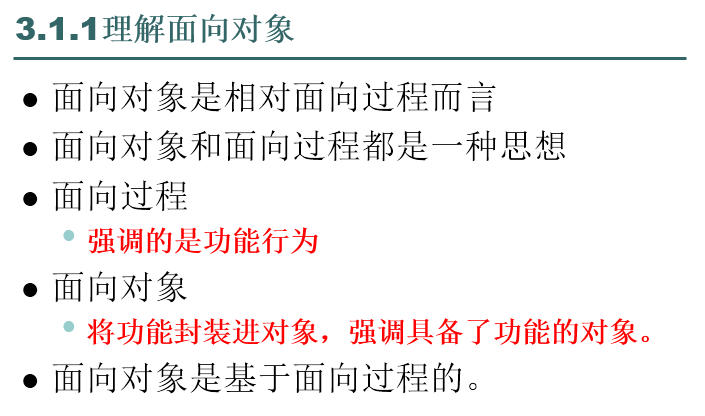 3.1.1理解面向对象
面向对象是相对面向过程而言
面向对象和面向过程都是一种思想
面向过程
强调的是功能行为
面向对象
将功能封装进对象，强调具备了功能的对象。
面向对象是基于面向过程的。